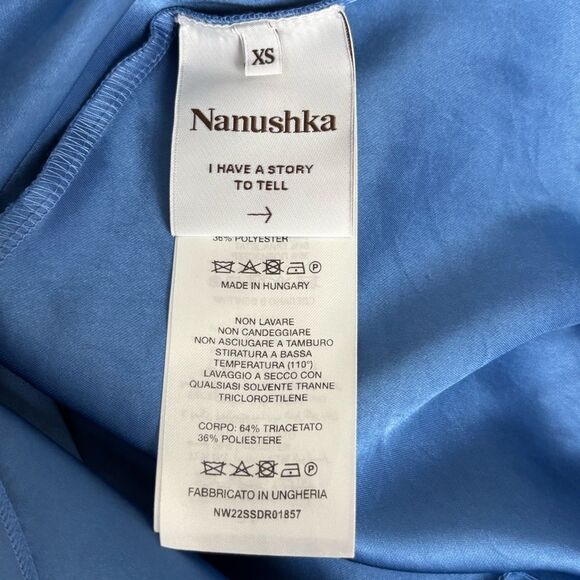 XS
Nanushka
I HAVE A STORY
TO TELL
→
36% POLYESTER
MADE IN HUNGARY
NON LAVARE
NON CANDEGGIARE
NON ASCIUGARE A TAMBURO
STIRATURA A BASSA
TEMPERATURA (110°)
LAVAGGIO A SECCO CON
QUALSIASI SOLVENTE TRANNE
TRICLOROETILENE
CORPO: 64% TRIACETATO
36% POLIESTERE
FABBRICATO IN UNGHERIA
NW22SSDR01857